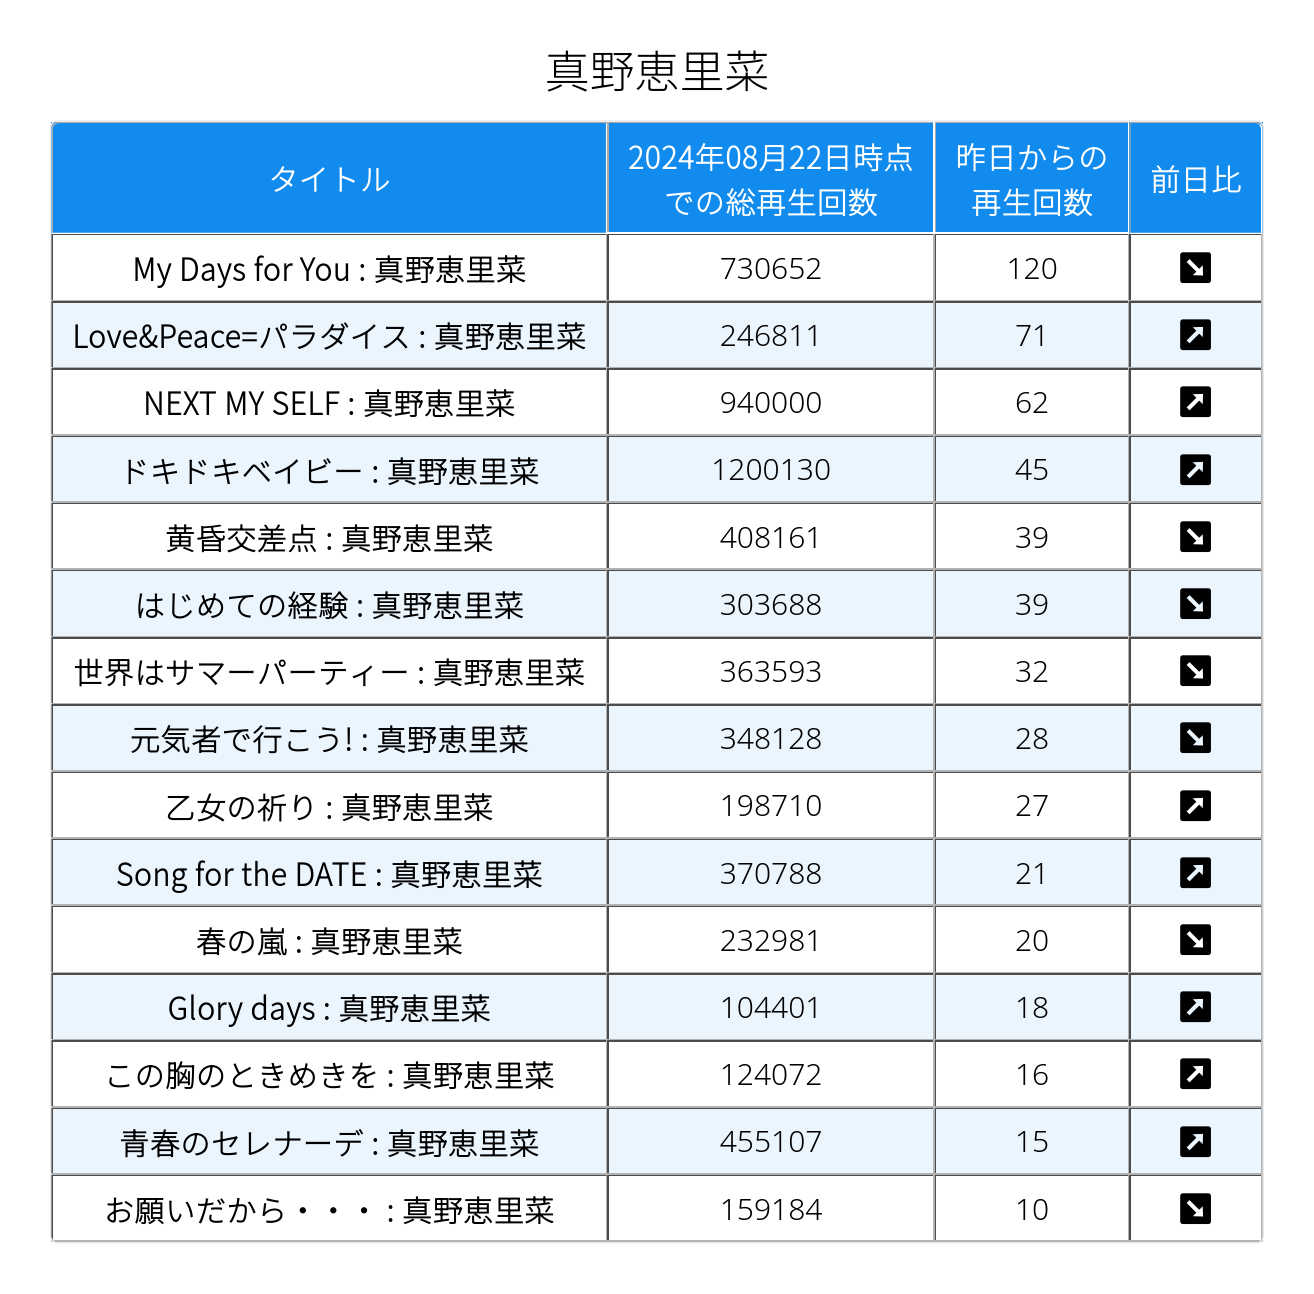 真野恵里菜
タイトル 2024年08月22日時点での総再生回数 昨日からの再生回数 前日比
My Days for You : 真野恵里菜 730652 120 ↘
Love&Peace=パラダイス : 真野恵里菜 246811 71 ↗
NEXT MY SELF : 真野恵里菜 940000 62 ↗
ドキドキベイビー : 真野恵里菜 1200130 45 ↗
黄昏交差点 : 真野恵里菜 408161 39 ↘
はじめての経験 : 真野恵里菜 303688 39 ↘
世界はサマーパーティー : 真野恵里菜 363593 32 ↘
元気者で行こう! : 真野恵里菜 348128 28 ↘
乙女の祈り : 真野恵里菜 198710 27 ↗
Song for the DATE : 真野恵里菜 370788 21 ↗
春の嵐 : 真野恵里菜 232981 20 ↘
Glory days : 真野恵里菜 104401 18 ↗
この胸のときめきを : 真野恵里菜 124072 16 ↗
青春のセレナーデ : 真野恵里菜 455107 15 ↗
お願いだから・・・ : 真野恵里菜 159184 10 ↘